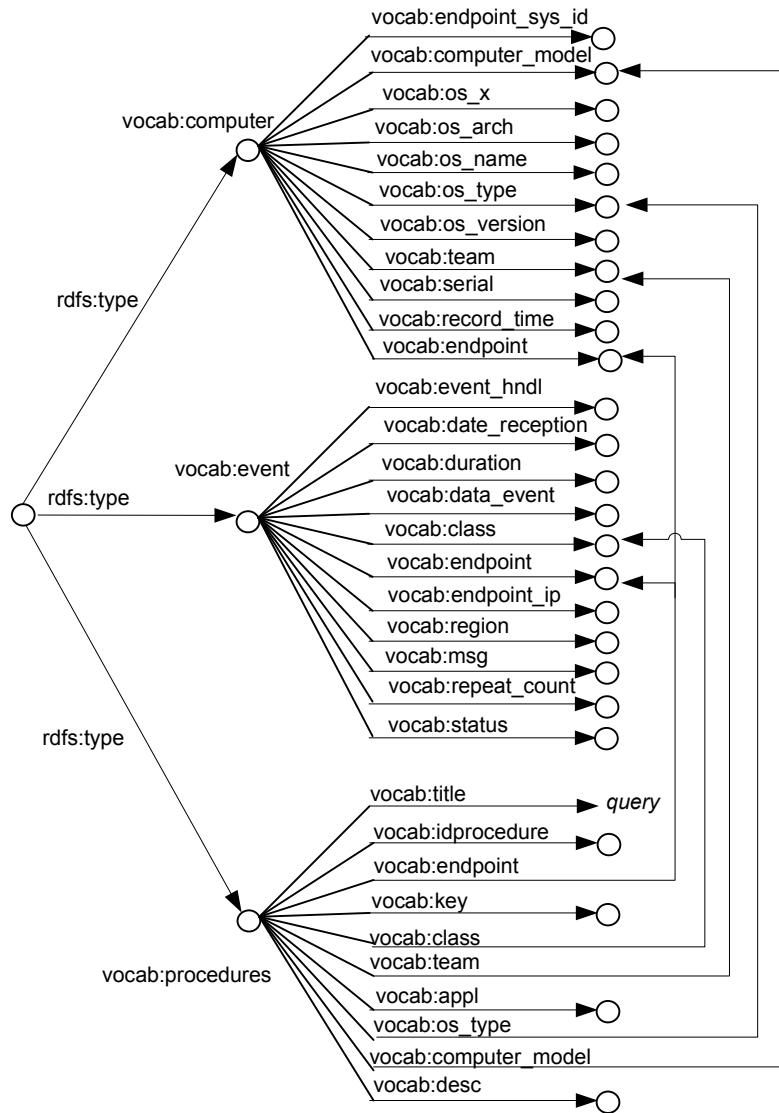 vocab:endpoint_sys_id
vocab:computer_model
vocab:os_x
vocab:computer
vocab:os_arch
vocab:os_name
vocab:os_type
vocab:os_version
vocab:team
vocab:serial
rdfs:type
vocab:record_time
vocab:endpoint
vocab:event_hndl
vocab:date_reception
vocab:event
vocab:duration
rdfs:type
vocab:data_event
vocab:class
vocab:endpoint
vocab:endpoint_ip
vocab:region
vocab:msg
vocab:repeat_count
vocab:status
rdfs:type
vocab:title
query
vocab:idprocedure
vocab:endpoint
vocab:key
vocab:class
vocab:team
vocab:procedures
vocab:appl
vocab:os_type
vocab:computer_model
vocab:desc